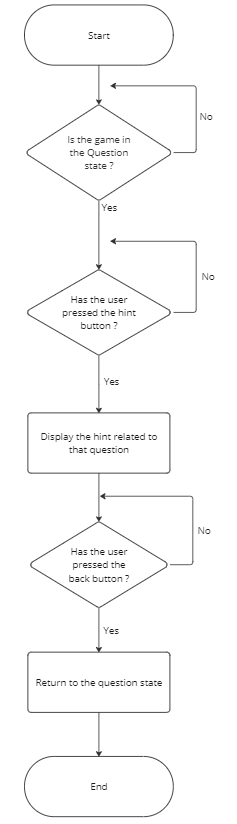 Start
No
Is the game in
the Question
state ?
Yes
No
Has the user
pressed the hint
button ?
Yes
Display the hint related to
that question
No
Has the user
pressed the
back button ?
Yes
Return to the question state
End